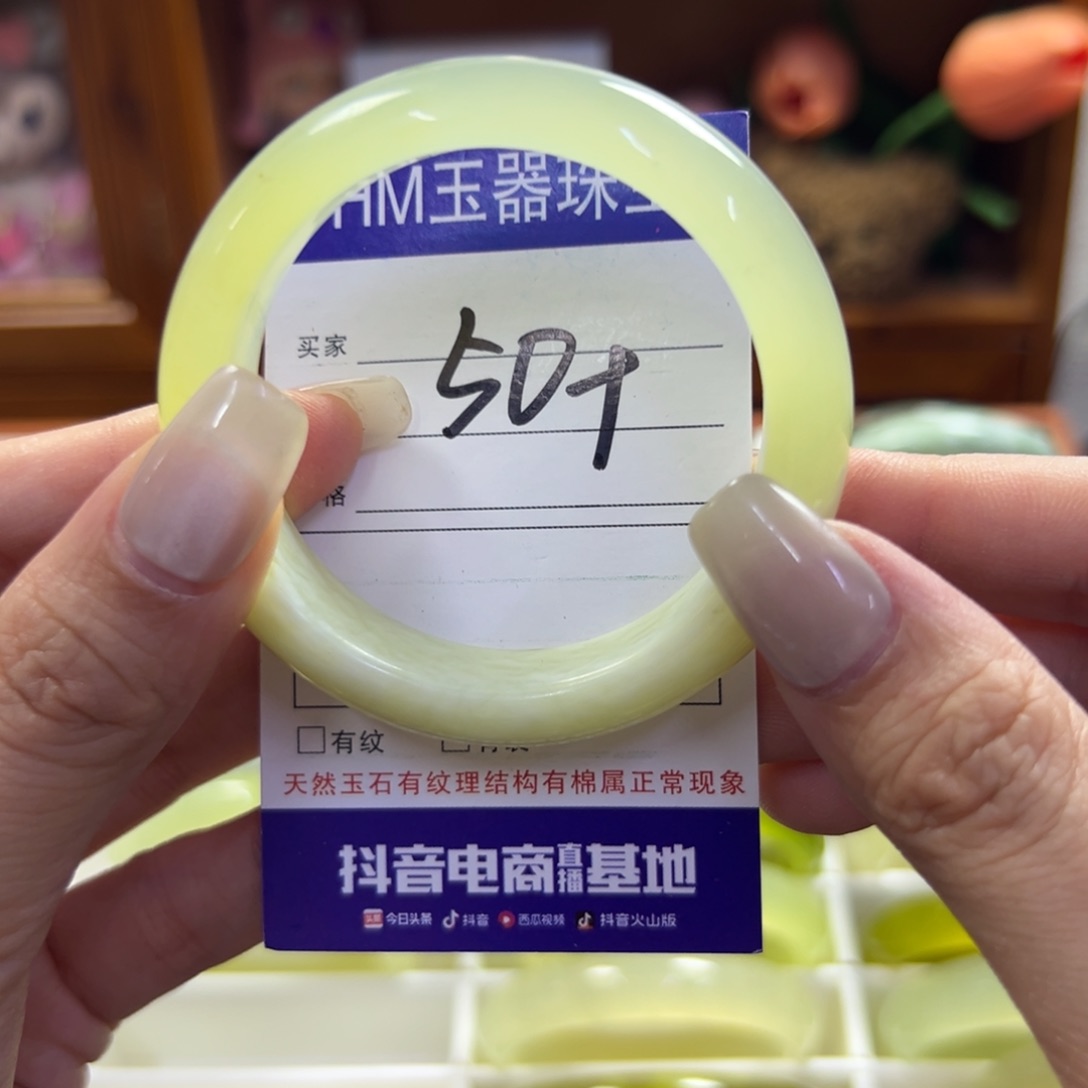 HM玉器珠
买家
50+
格
有纹
天然玉石有纹理结构有棉属正常现象
抖音电商直播基地
今日头条 抖音 西瓜视频 抖音火山版